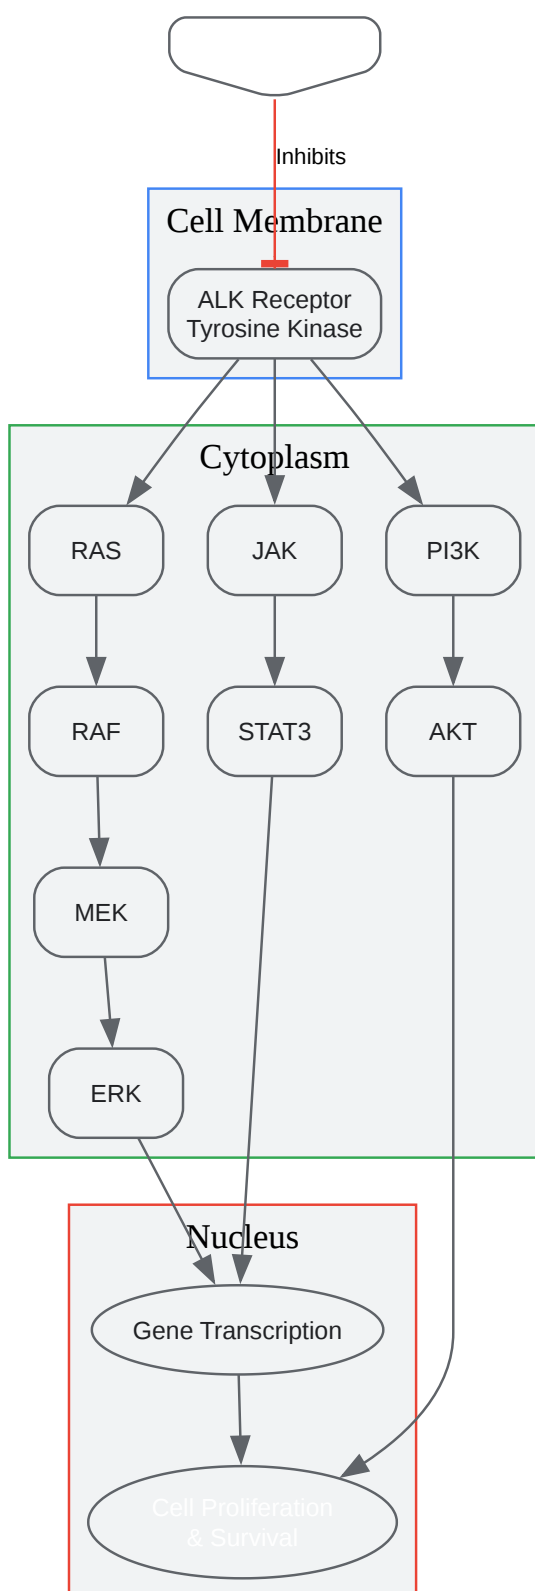 Inhibits
Cell Membrane
ALK Receptor
Tyrosine Kinase
Cytoplasm
RAS
JAK
PI3K
RAF
STAT3
AKT
MEK
ERK
Nucleus
Gene Transcription
Cell Proliferation
& Survival